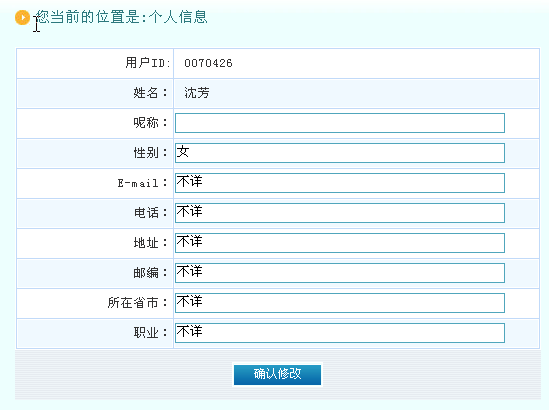 您当前的位置是:个人信息
用户ID: 0070426
姓名： 沈芳
昵称：
性别： 女
E-mail： 不详
电话： 不详
地址： 不详
邮编： 不详
所在省市： 不详
职业： 不详
确认修改